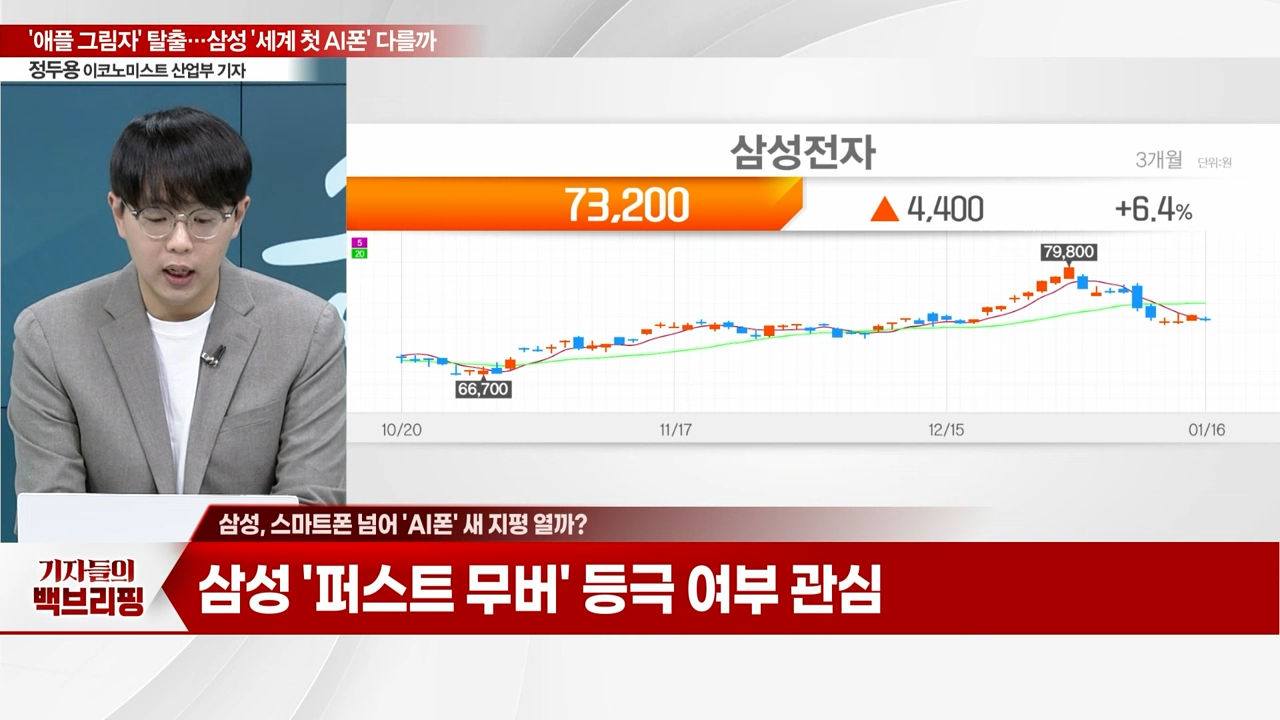 '애플 그림자' 탈출…삼성 '세계 첫 AI폰' 다를까
정두용 이코노미스트 산업부 기자
삼성전자
3개월 단위:원
73,200 ▲ 4,400 +6.4%
5
20
79,800
66,700
10/20 11/17 12/15 01/16
삼성, 스마트폰 넘어 'AI폰' 새 지평 열까?
기자들의
백브리핑
삼성 '퍼스트 무버' 등극 여부 관심